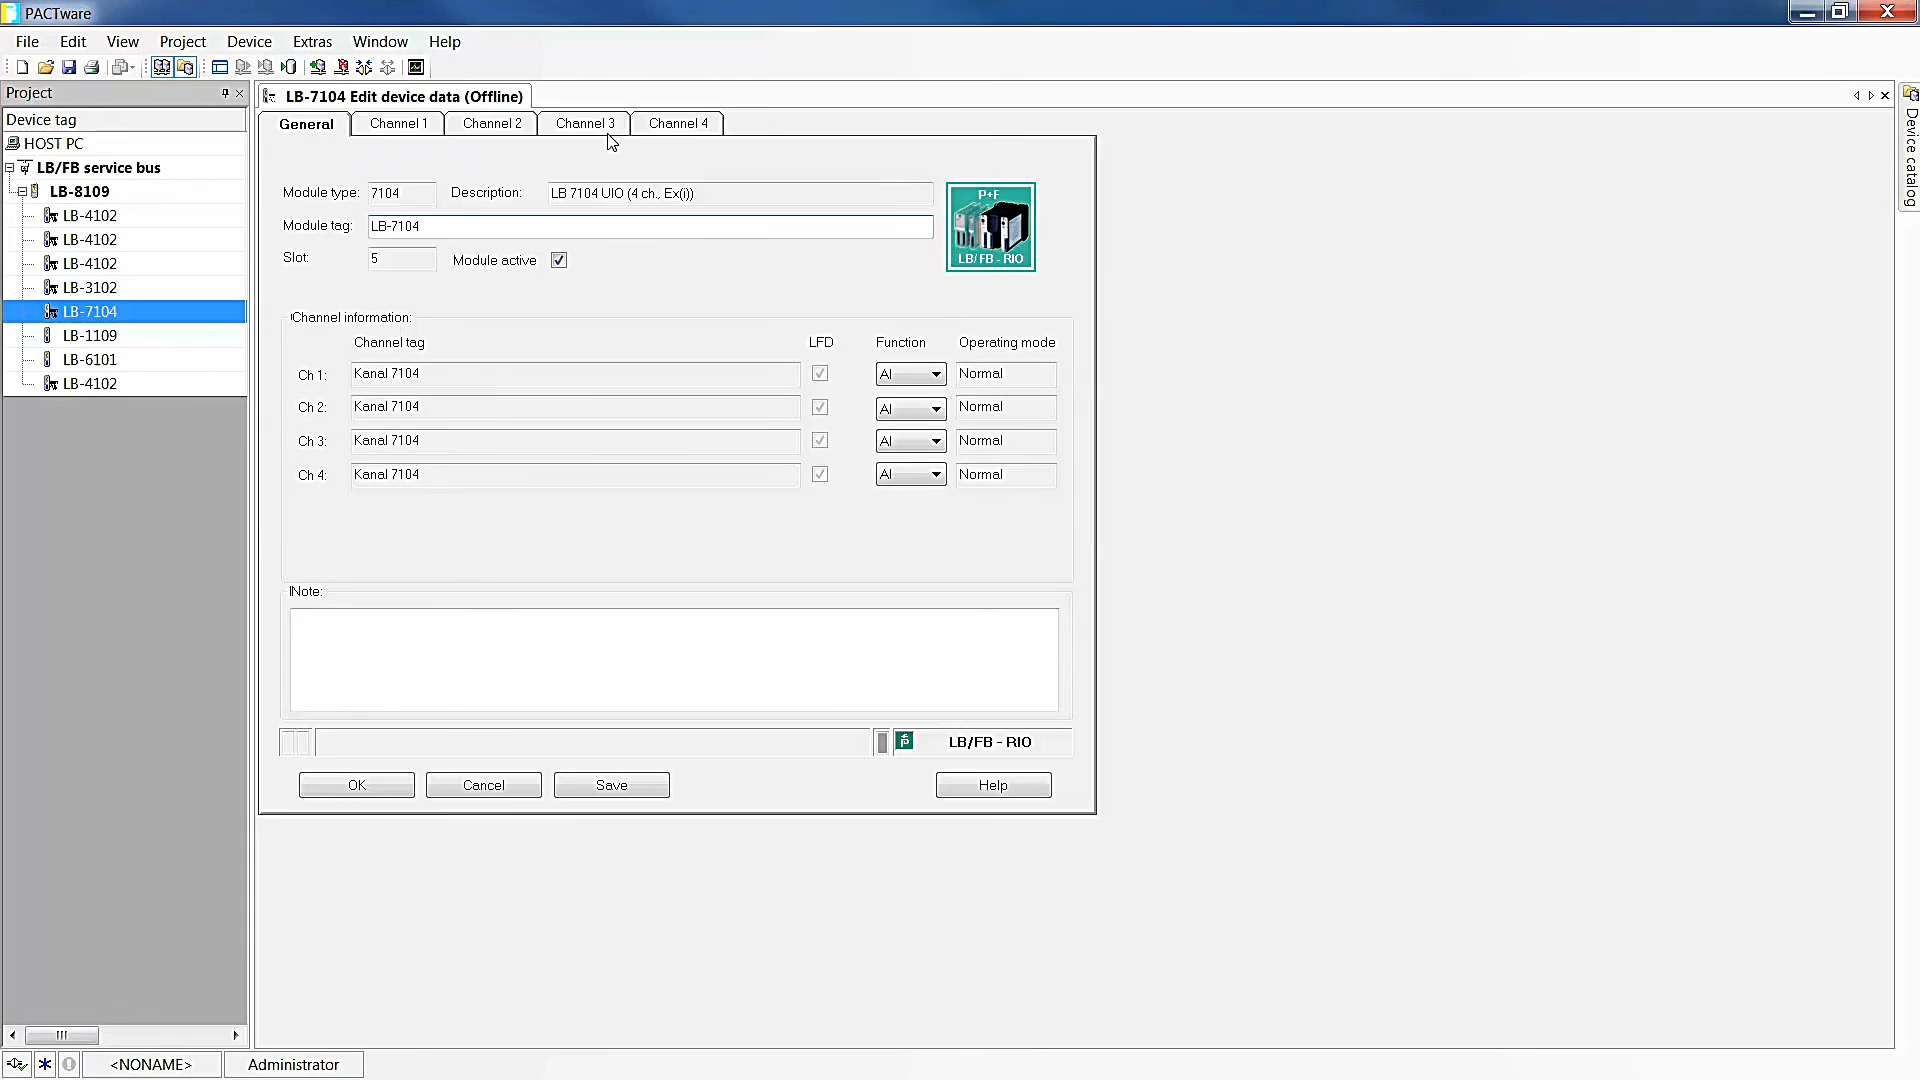 PACTware
File Edit View Project Device Extras Window Help
Project
Device tag
HOST PC
LB/FB service bus
LB-8109
LB-4102
LB-4102
LB-4102
LB-3102
LB-7104
LB-1109
LB-6101
LB-4102
LB-7104 Edit device data (Offline)
General Channel 1 Channel 2 Channel 3 Channel 4
Module type: 7104 Description: LB 7104 UIO (4 ch., Ex(i))
Module tag: LB-7104
Slot: 5 Module active
P+F
LB/FB - RIO
Channel information:
Channel tag LFD Function Operating mode
Ch 1: Kanal 7104 AI Normal
Ch 2: Kanal 7104 AI Normal
Ch 3: Kanal 7104 AI Normal
Ch 4: Kanal 7104 AI Normal
Note:
LB/FB - RIO
OK Cancel Save Help
Device catalog
<NONAME> Administrator